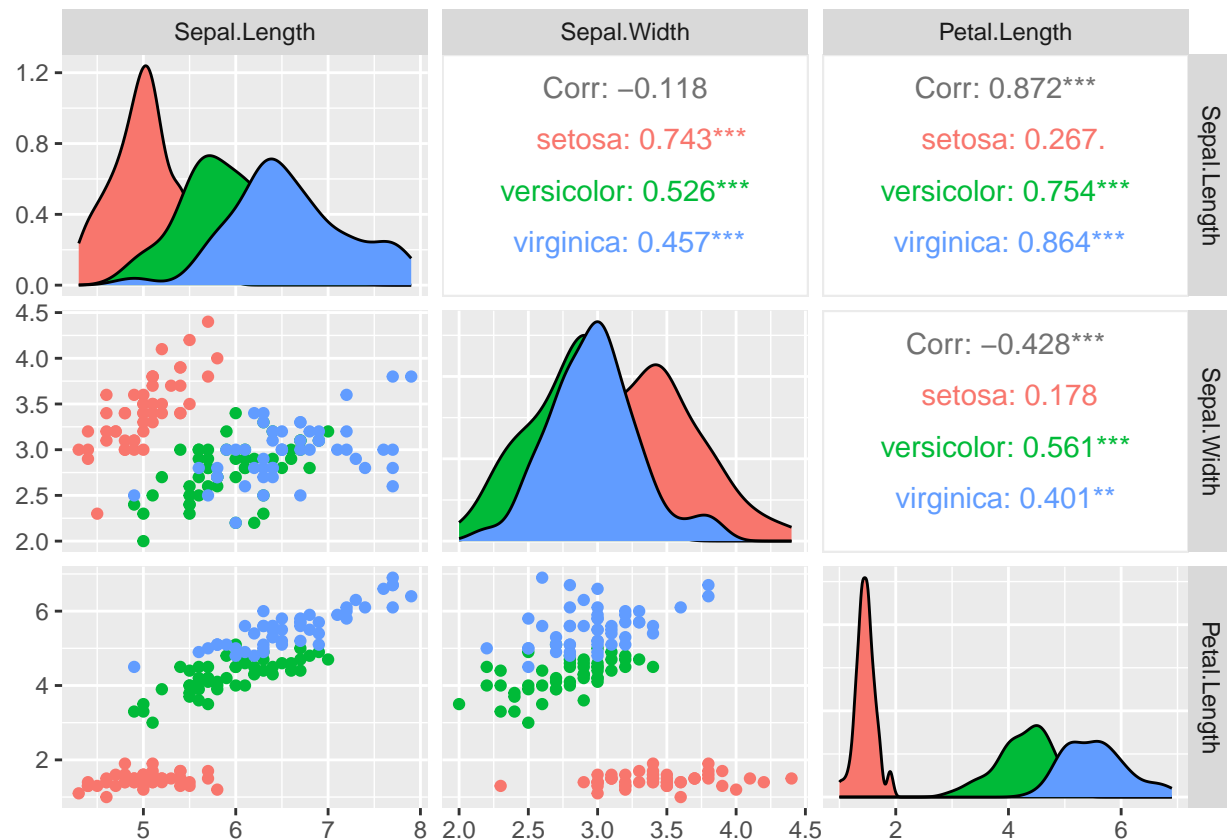 Sepal.Length
Sepal.Width
Petal.Length
1.2
0.8
0.4
0.0
Corr: −0.118
setosa: 0.743***
versicolor: 0.526***
virginica: 0.457***
Corr: 0.872***
setosa: 0.267.
versicolor: 0.754***
virginica: 0.864***
Sepal.Length
4.5
4.0
3.5
3.0
2.5
2.0
Corr: −0.428***
setosa: 0.178
versicolor: 0.561***
virginica: 0.401**
Sepal.Width
6
4
2
Petal.Length
5 6 7 8
2.0 2.5 3.0 3.5 4.0 4.5
2 4 6